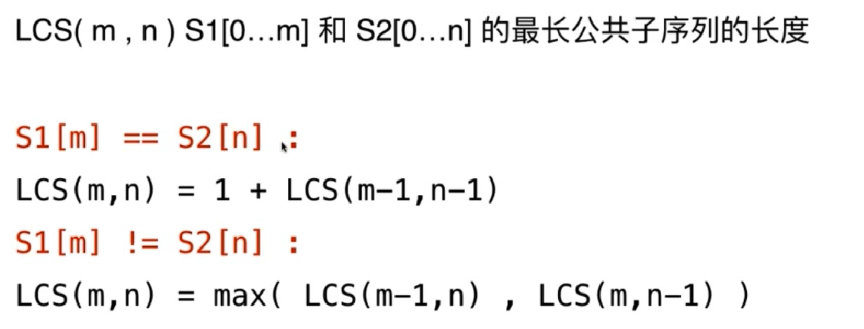 LCS( m , n ) S1[0...m] 和 S2[0...n] 的最长公共子序列的长度
S1[m] == S2[n] :
LCS(m,n) = 1 + LCS(m-1,n-1)
S1[m] != S2[n] :
LCS(m,n) = max( LCS(m-1,n) , LCS(m,n-1) )